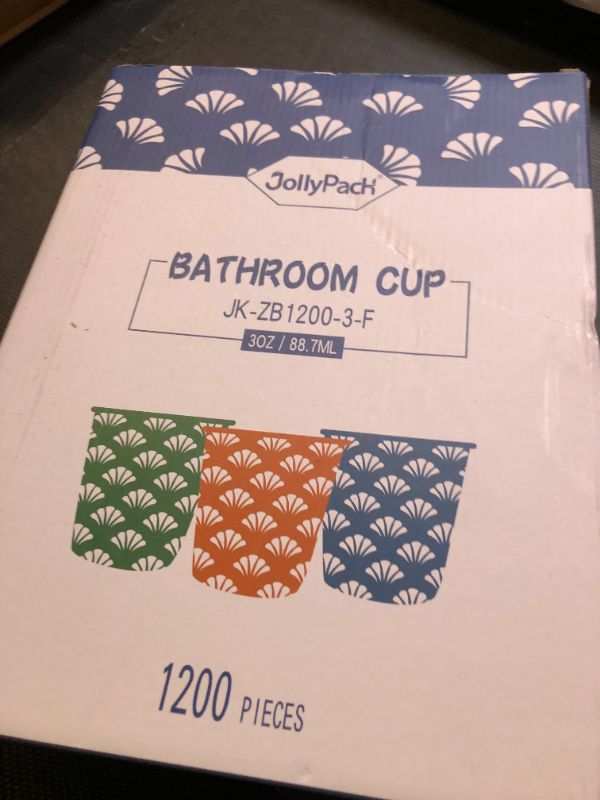 JollyPacK®
BATHROOM CUP
JK-ZB1200-3-F
3OZ / 88.7ML
1200 PIECES